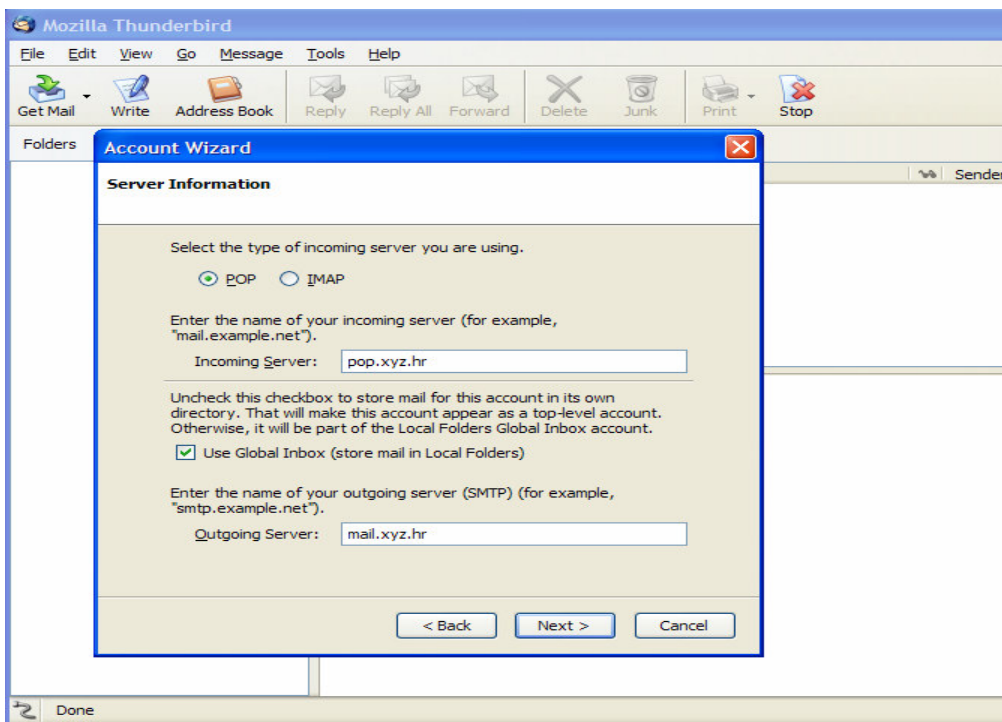 Mozilla Thunderbird
File Edit View Go Message Tools Help
Get Mail Write Address Book Reply Reply All Forward Delete Junk Print Stop
Folders
Account Wizard
Sender
Server Information
Select the type of incoming server you are using.
POP IMAP
Enter the name of your incoming server (for example,
"mail.example.net").
Incoming Server: pop.xyz.hr
Uncheck this checkbox to store mail for this account in its own
directory. That will make this account appear as a top-level account.
Otherwise, it will be part of the Local Folders Global Inbox account.
Use Global Inbox (store mail in Local Folders)
Enter the name of your outgoing server (SMTP) (for example,
"smtp.example.net").
Outgoing Server: mail.xyz.hr
< Back Next > Cancel
Done